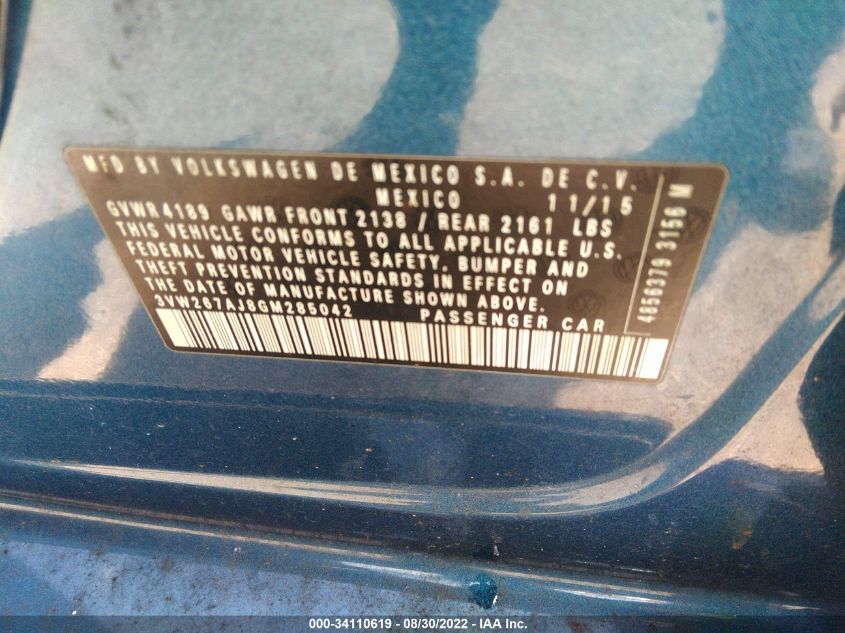 MFD BY VOLKSWAGEN DE MEXICO S.A. DE C.V.
MEXICO 11/15
GVWR 4189 GAWR FRONT 2138 / REAR 2161 LBS
THIS VEHICLE CONFORMS TO ALL APPLICABLE U.S.
FEDERAL MOTOR VEHICLE SAFETY, BUMPER AND
THEFT PREVENTION STANDARDS IN EFFECT ON
THE DATE OF MANUFACTURE SHOWN ABOVE.
3VW267AJ8GM285042 PASSENGER CAR
4856379 3156 M
000-34110619 - 08/30/2022 - IAA Inc.